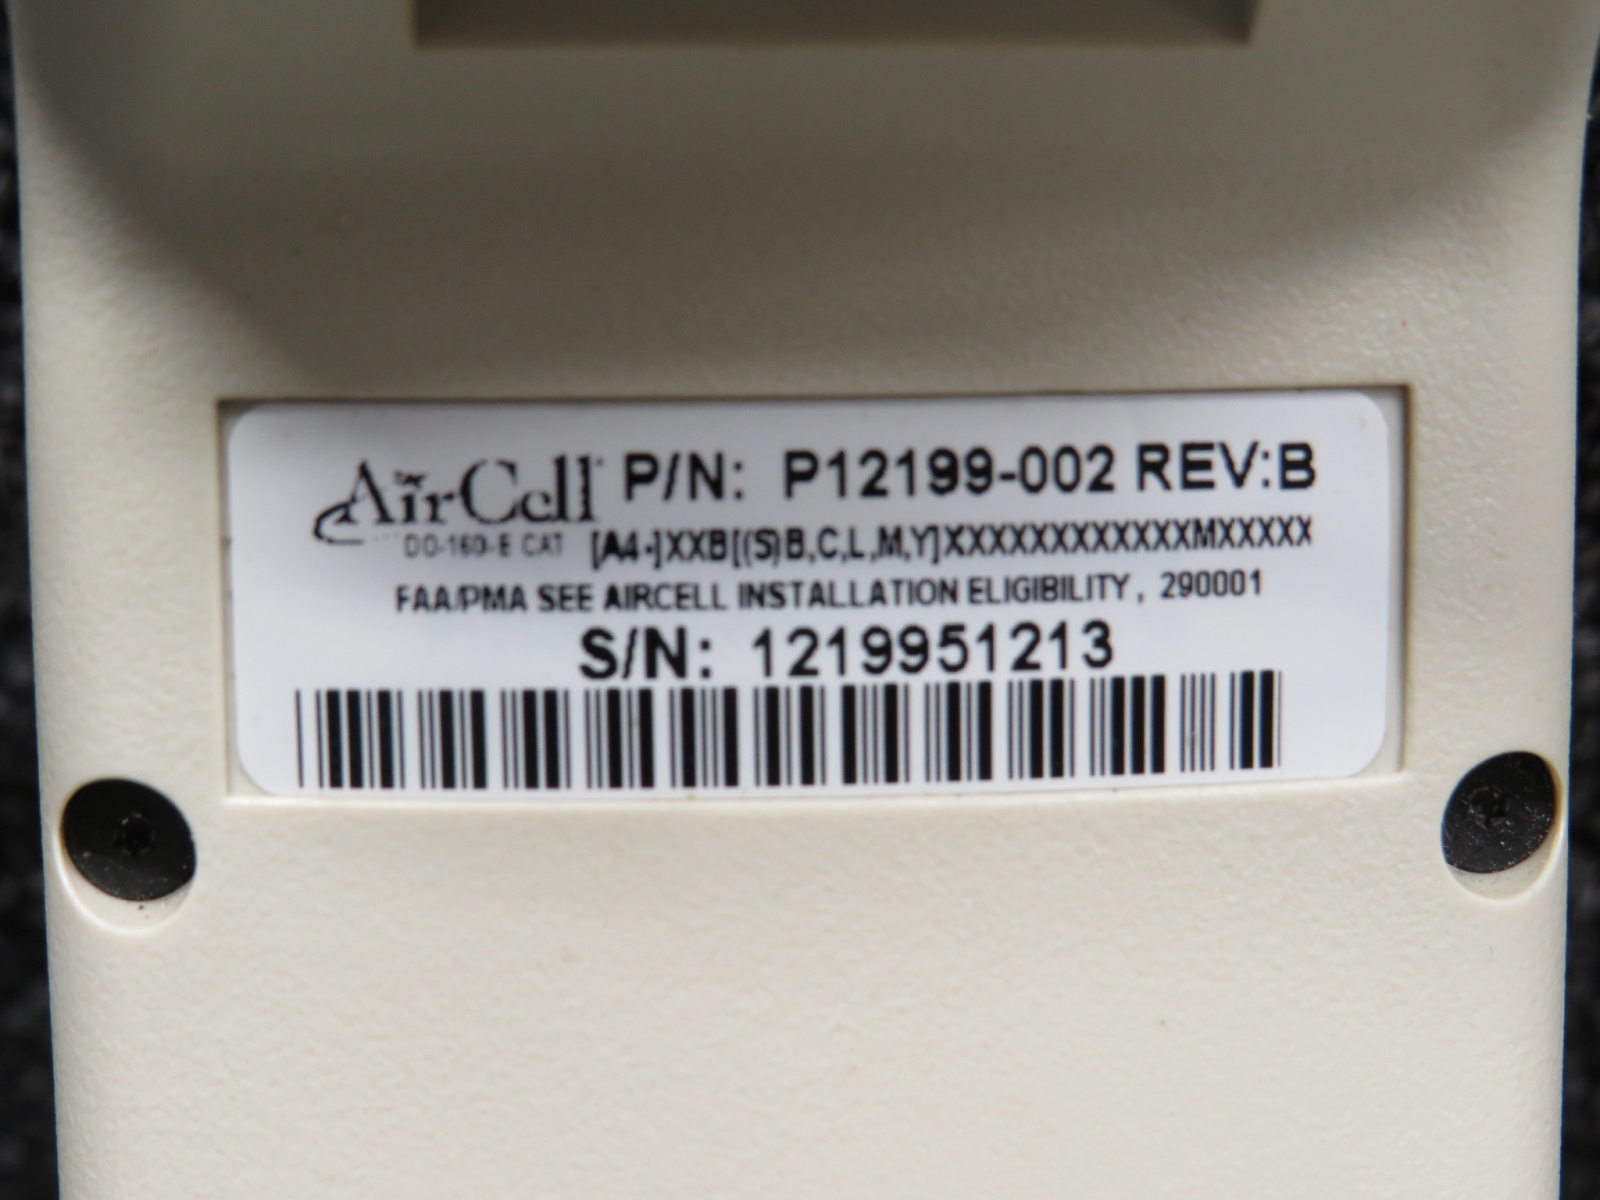 AirCell P/N: P12199-002 REV:B
DO-160-E CAT [A4-]XXB[(S)B,C,L,M,Y]XXXXXXXXXXXXMXXXXX
FAA/PMA SEE AIRCELL INSTALLATION ELIGIBILITY, 290001
S/N: 1219951213